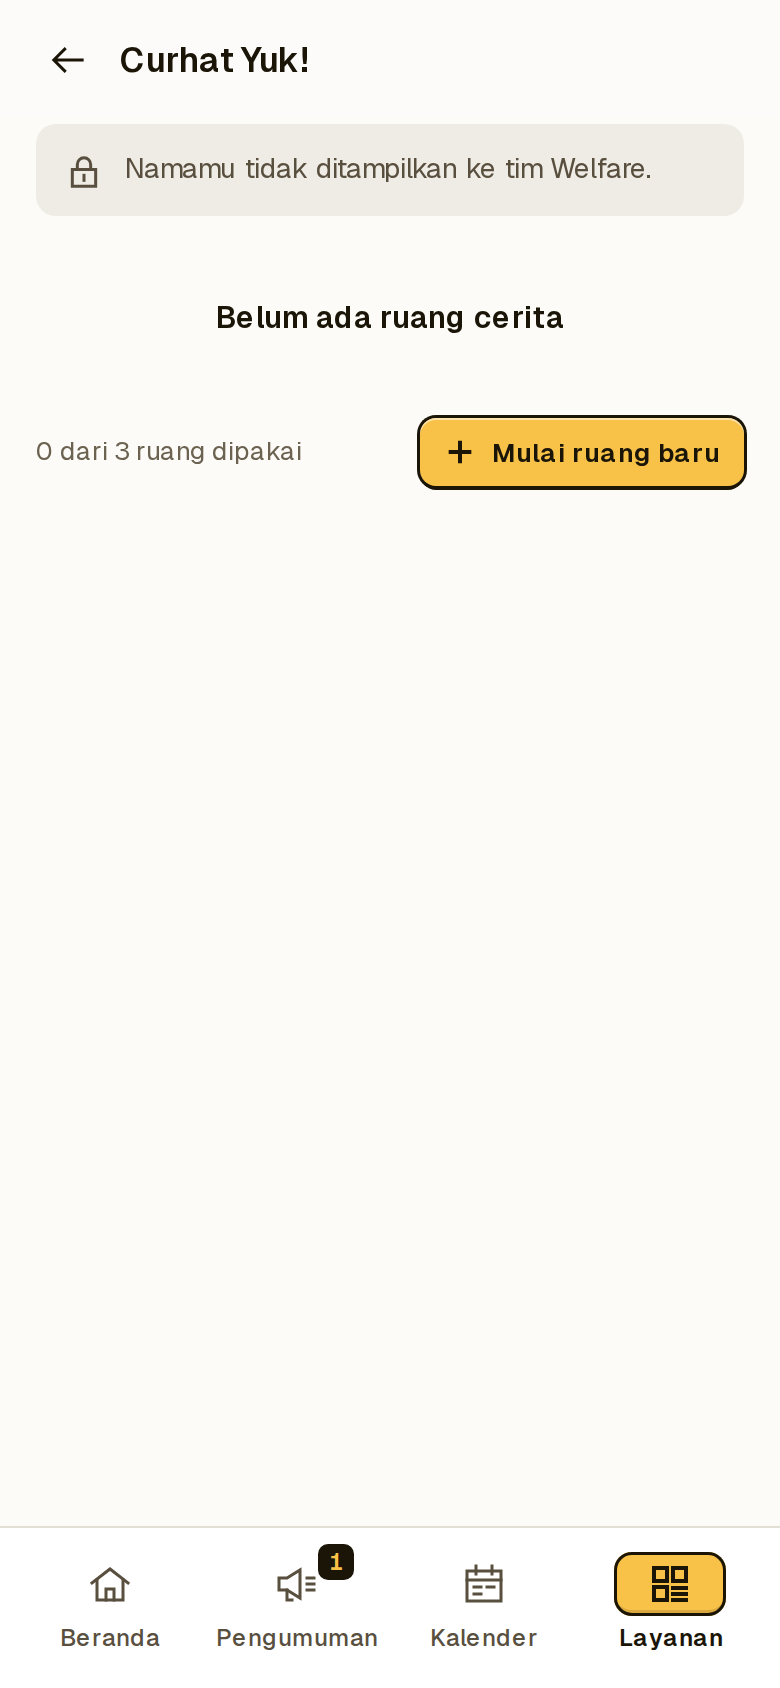 Curhat Yuk!
Namamu tidak ditampilkan ke tim Welfare.
Belum ada ruang cerita
0 dari 3 ruang dipakai
Mulai ruang baru
1
Beranda
Pengumuman
Kalender
Layanan